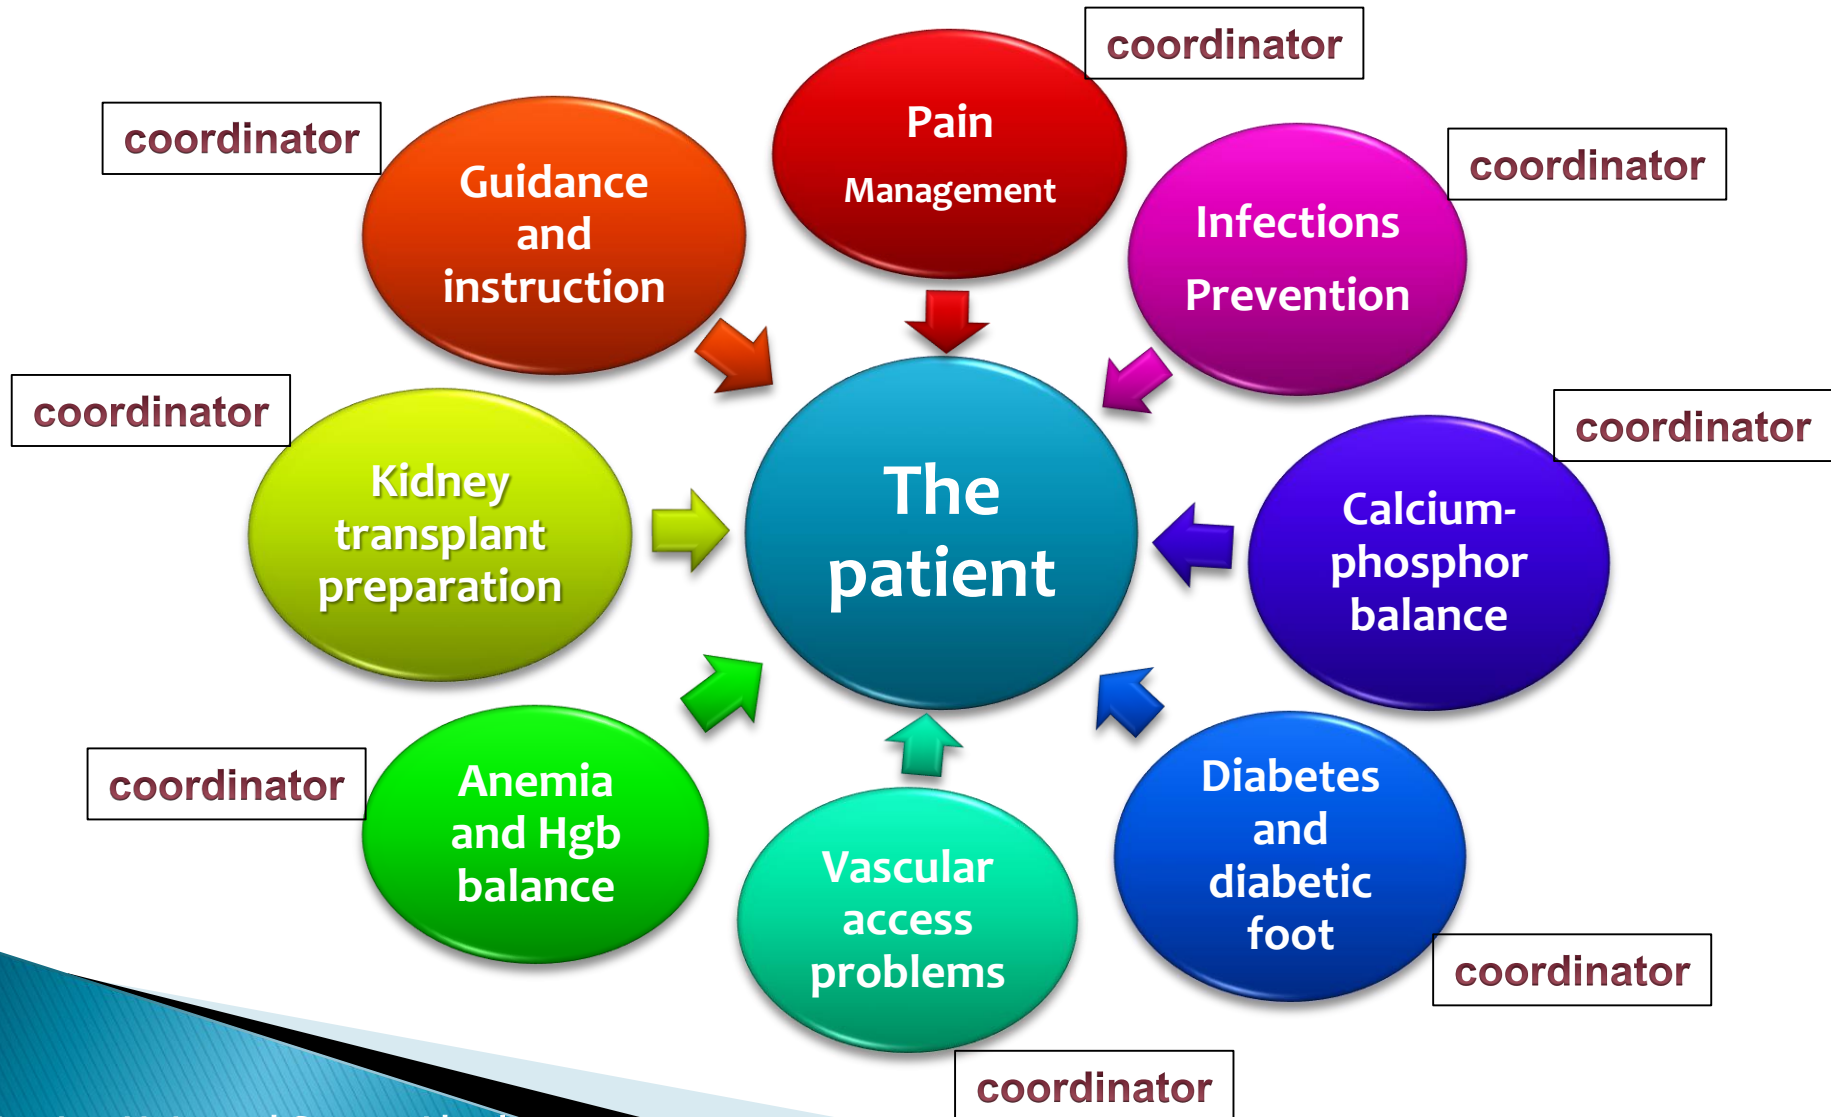 coordinator
Pain
Management
coordinator
Guidance
and
instruction
coordinator
Infections
Prevention
coordinator
Kidney
transplant
preparation
The
patient
coordinator
Calcium-
phosphor
balance
coordinator
Anemia
and Hgb
balance
Vascular
access
problems
coordinator
Diabetes
and
diabetic
foot
coordinator